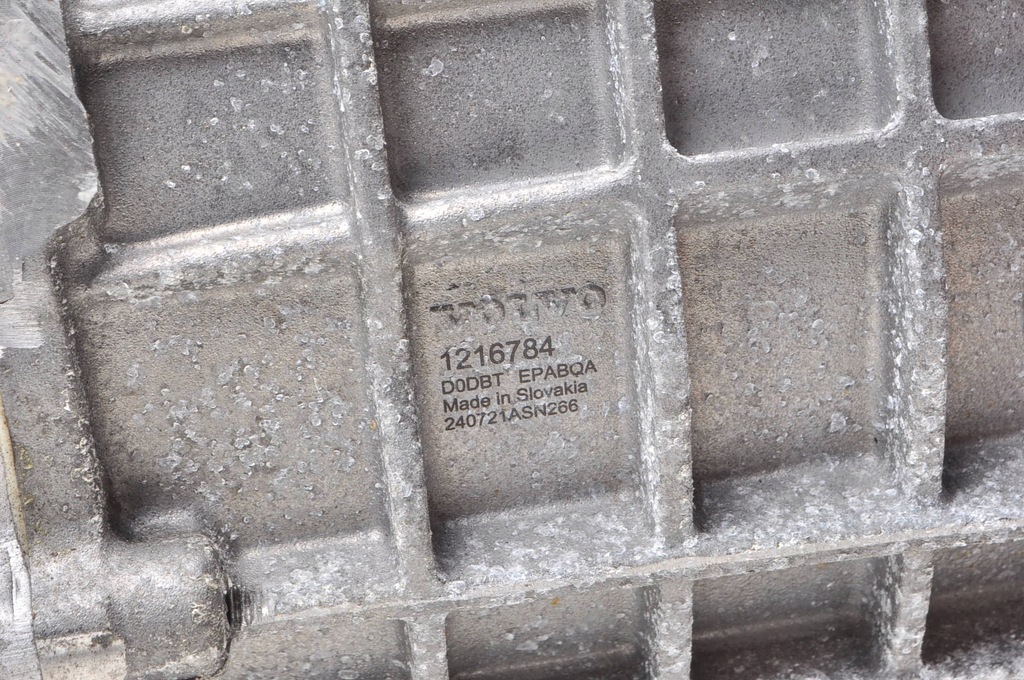 VOLVO
1216784
D0DBT EPABQA
Made in Slovakia
240721ASN266